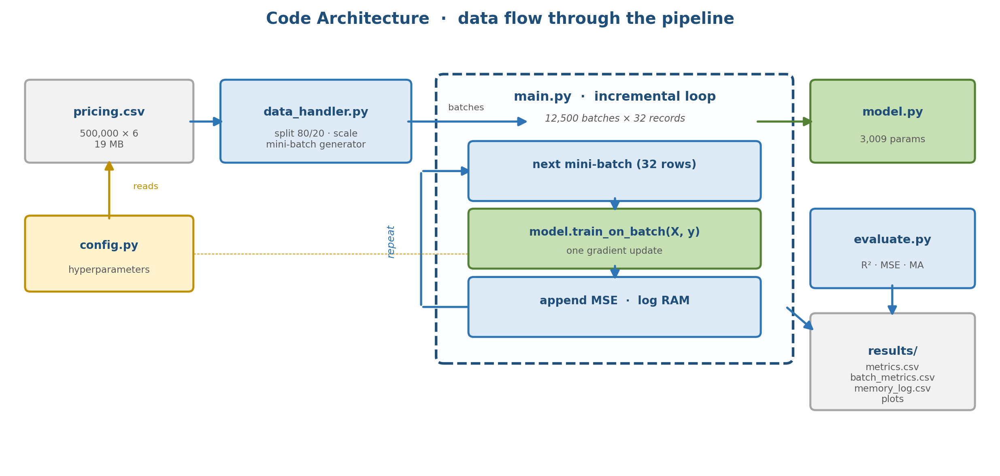 Code Architecture · data flow through the pipeline
pricing.csv
500,000 × 6
19 MB
data_handler.py
split 80/20 · scale
mini-batch generator
batches
main.py · incremental loop
12,500 batches × 32 records
model.py
3,009 params
next mini-batch (32 rows)
reads
config.py
hyperparameters
repeat
model.train_on_batch(X, y)
one gradient update
evaluate.py
R² · MSE · MA
append MSE · log RAM
results/
metrics.csv
batch_metrics.csv
memory_log.csv
plots